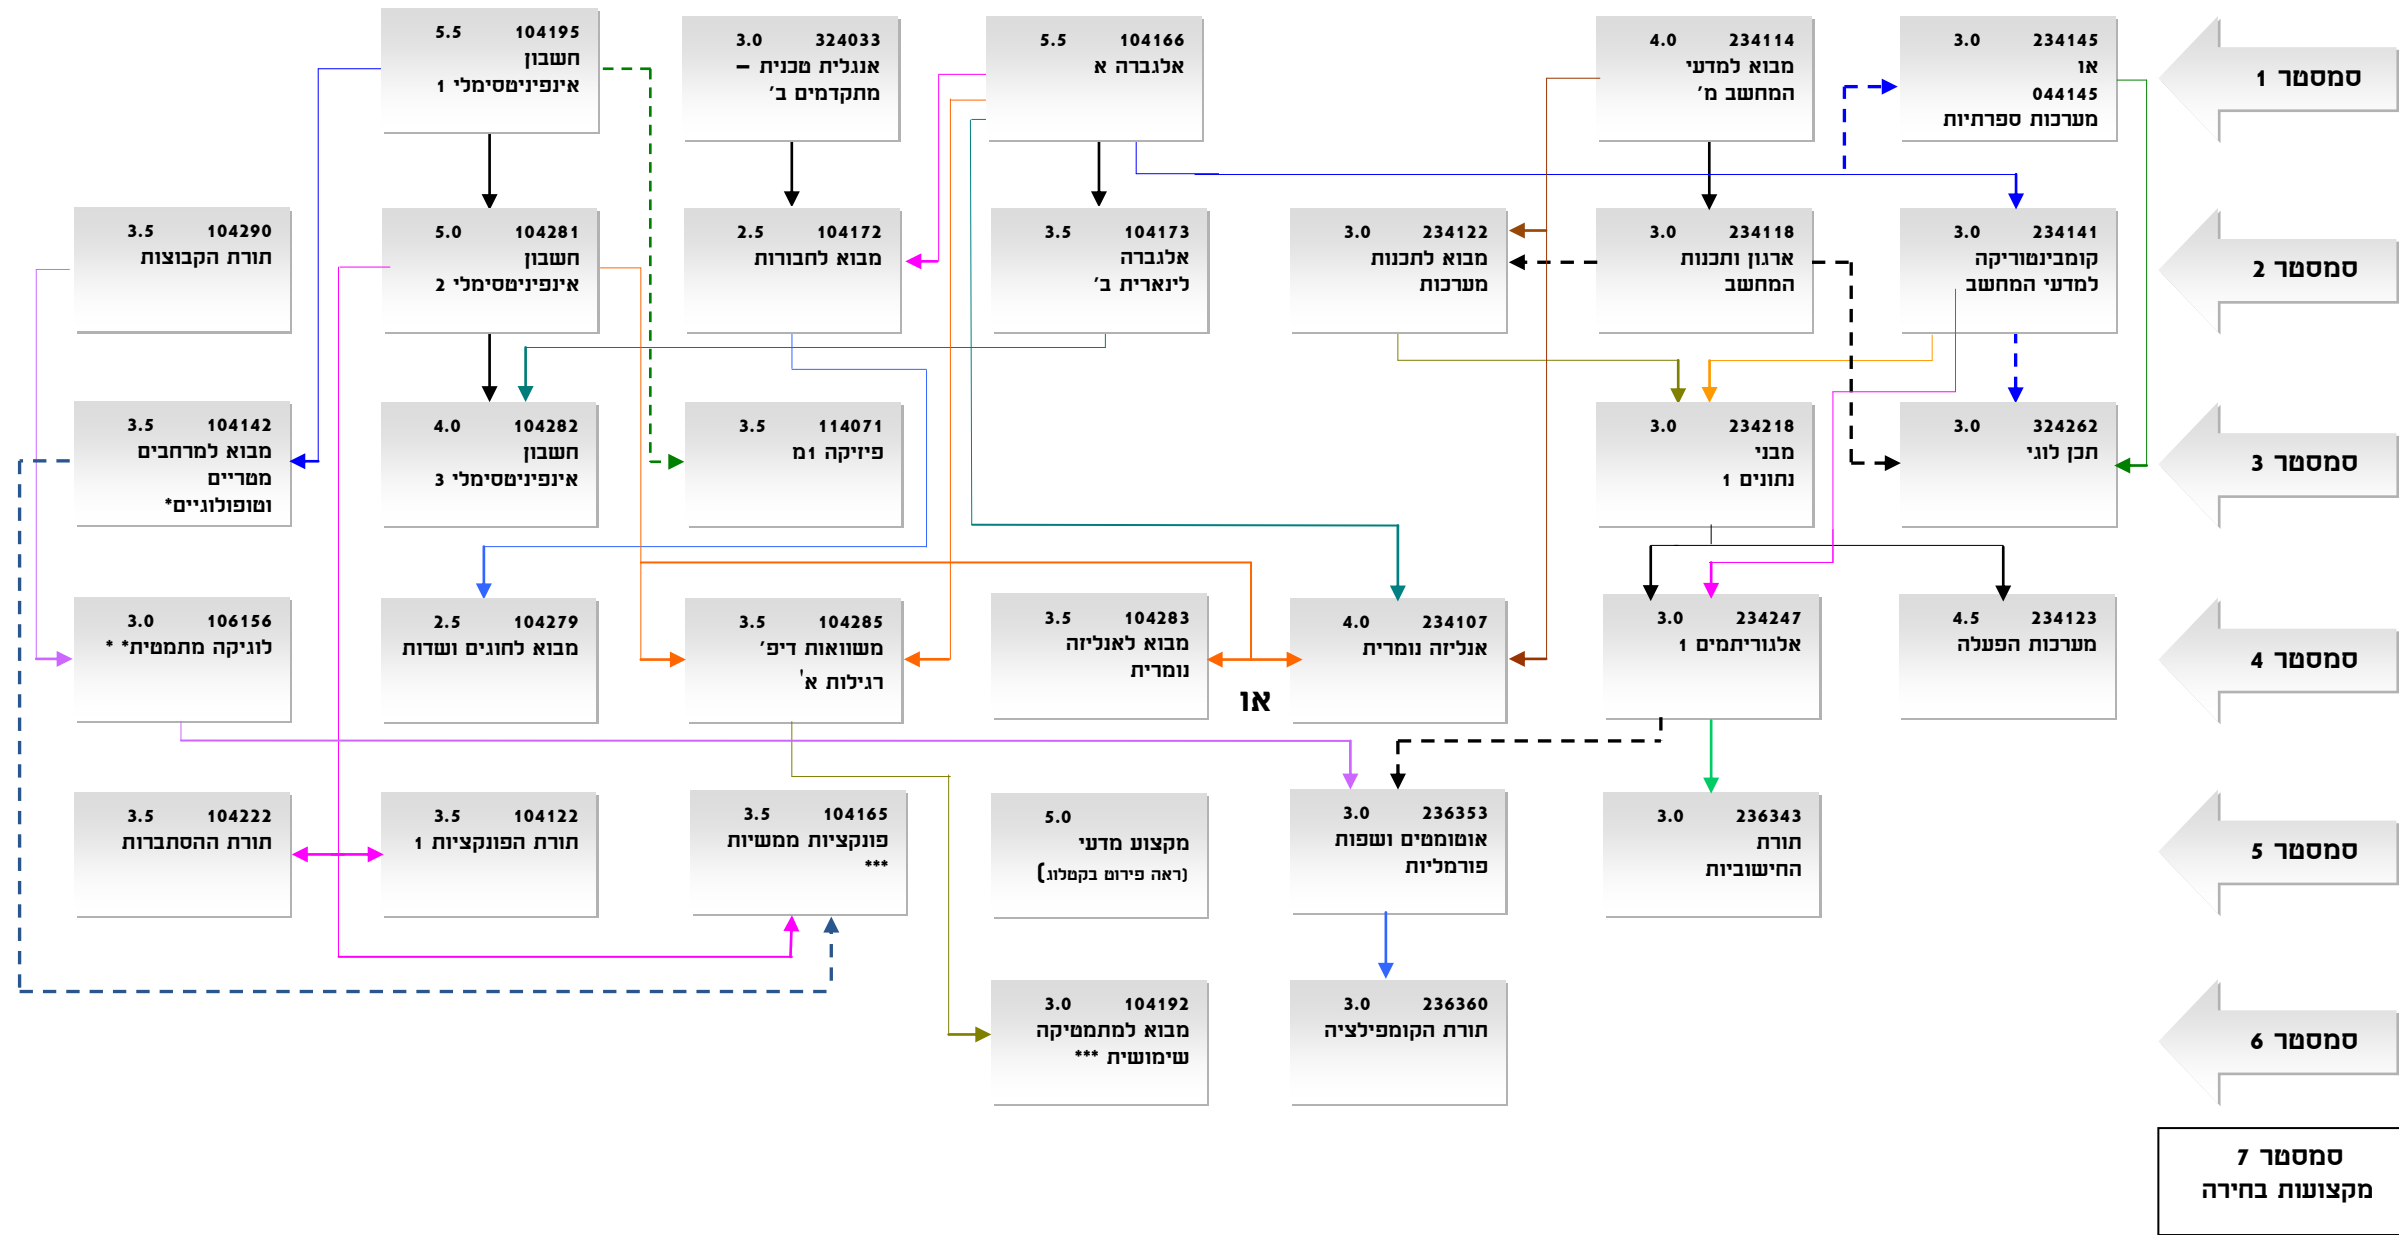 סמסטר 1
234145 3.0
או
044145
מערכות ספרתיות
234114 4.0
מבוא למדעי
המחשב מ'
104166 5.5
אלגברה א
324033 3.0
אנגלית טכנית –
מתקדמים ב'
104195 5.5
חשבון
אינפיניטסימלי 1
סמסטר 2
234141 3.0
קומבינטוריקה
למדעי המחשב
234118 3.0
ארגון ותכנות
המחשב
234122 3.0
מבוא לתכנות
מערכות
104173 3.5
אלגברה
לינארית ב'
104172 2.5
מבוא לחבורות
104281 5.0
חשבון
אינפיניטסימלי 2
104290 3.5
תורת הקבוצות
סמסטר 3
324262 3.0
תכן לוגי
234218 3.0
מבני
נתונים 1
114071 3.5
פיזיקה 1מ
104282 4.0
חשבון
אינפיניטסימלי 3
104142 3.5
מבוא למרחבים
מטריים
וטופולוגיים*
סמסטר 4
234123 4.5
מערכות הפעלה
234247 3.0
אלגוריתמים 1
234107 4.0
אנליזה נומרית
או
104283 3.5
מבוא לאנליזה
נומרית
104285 3.5
משוואות דיפ'
רגילות א'
104279 2.5
מבוא לחוגים ושדות
106156 3.0
לוגיקה מתמטית* *
סמסטר 5
236343 3.0
תורת
החישוביות
236353 3.0
אוטומטים ושפות
פורמליות
5.0
מקצוע מדעי
(ראה פירוט בקטלוג)
104165 3.5
פונקציות ממשיות
***
104122 3.5
תורת הפונקציות 1
104222 3.5
תורת ההסתברות
סמסטר 6
236360 3.0
תורת הקומפילציה
104192 3.0
מבוא למתמטיקה
שימושית ***
סמסטר 7
מקצועות בחירה